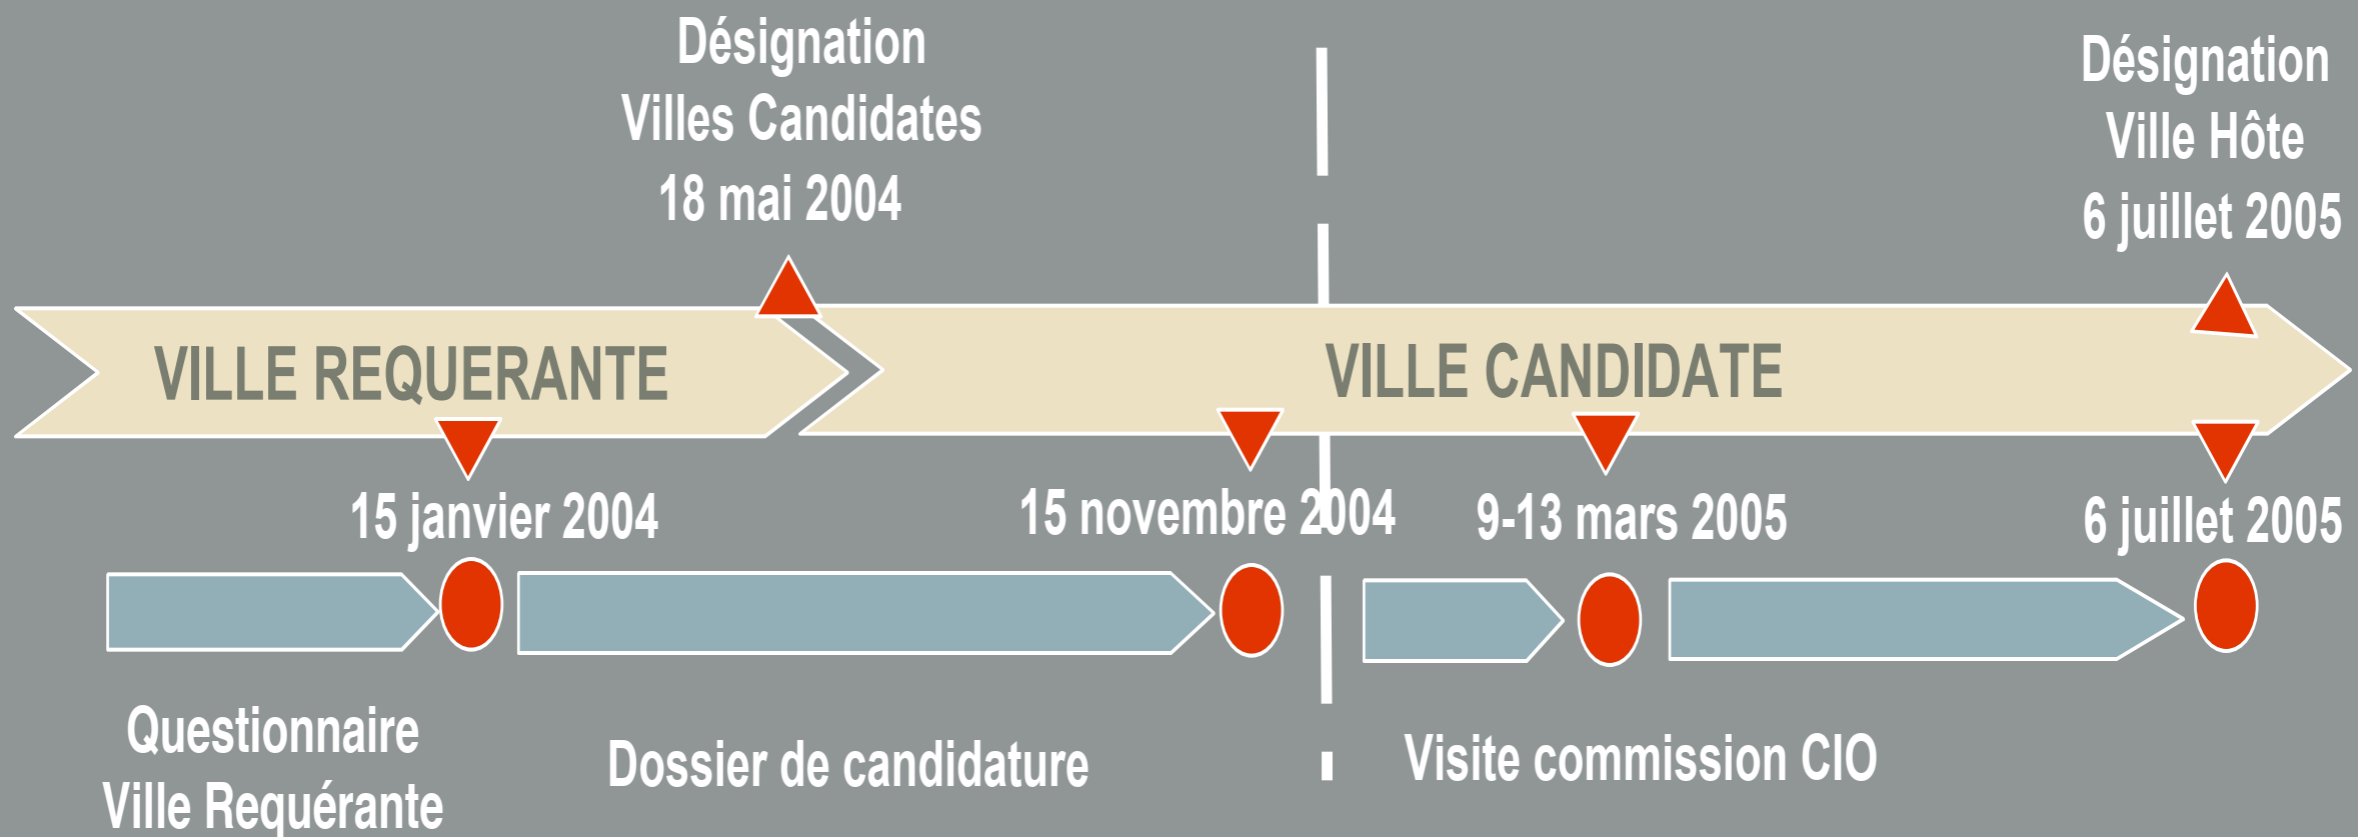 Désignation
Villes Candidates
18 mai 2004
Désignation
Ville Hôte
6 juillet 2005
VILLE REQUERANTE
VILLE CANDIDATE
15 janvier 2004
15 novembre 2004
9-13 mars 2005
6 juillet 2005
Questionnaire
Ville Requérante
Dossier de candidature
Visite commission CIO